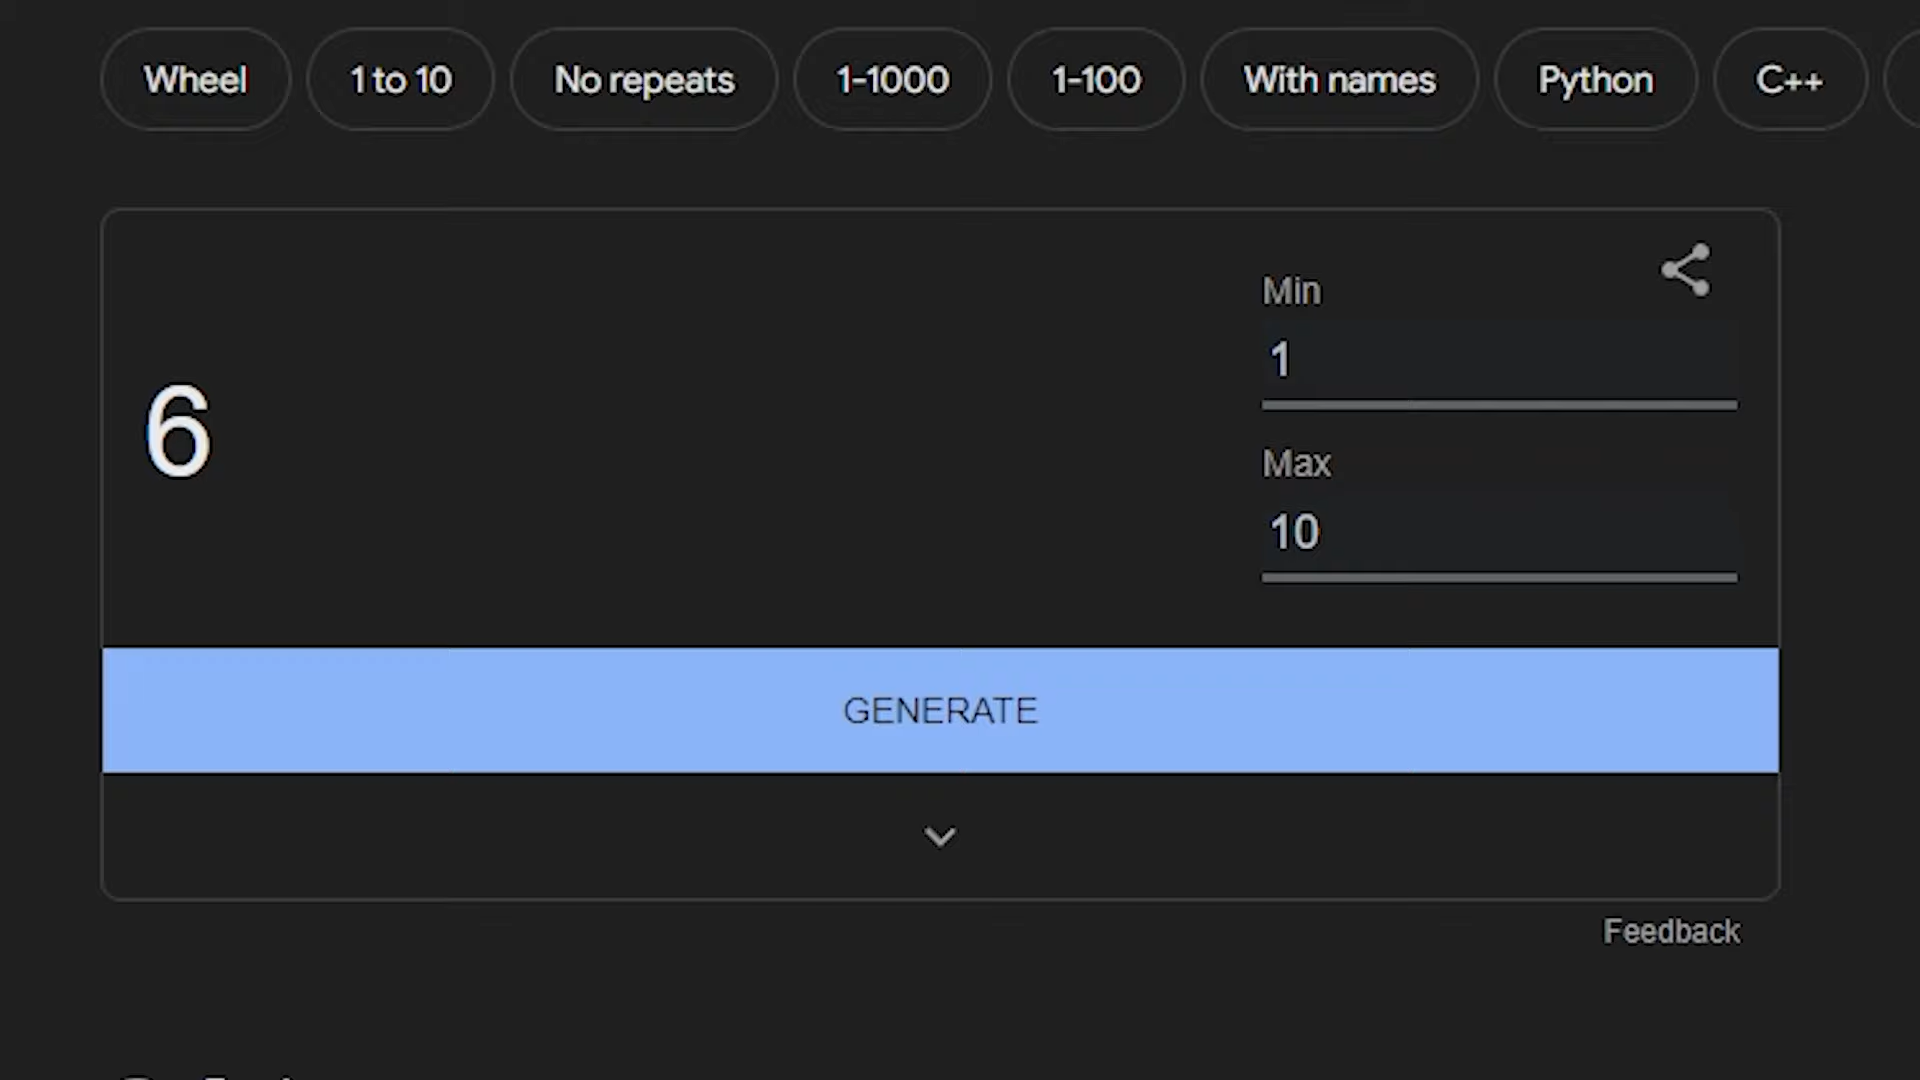 Wheel 1 to 10 No repeats 1-1000 1-100 With names Python C++
Min
1
6
Max
10
GENERATE
Feedback